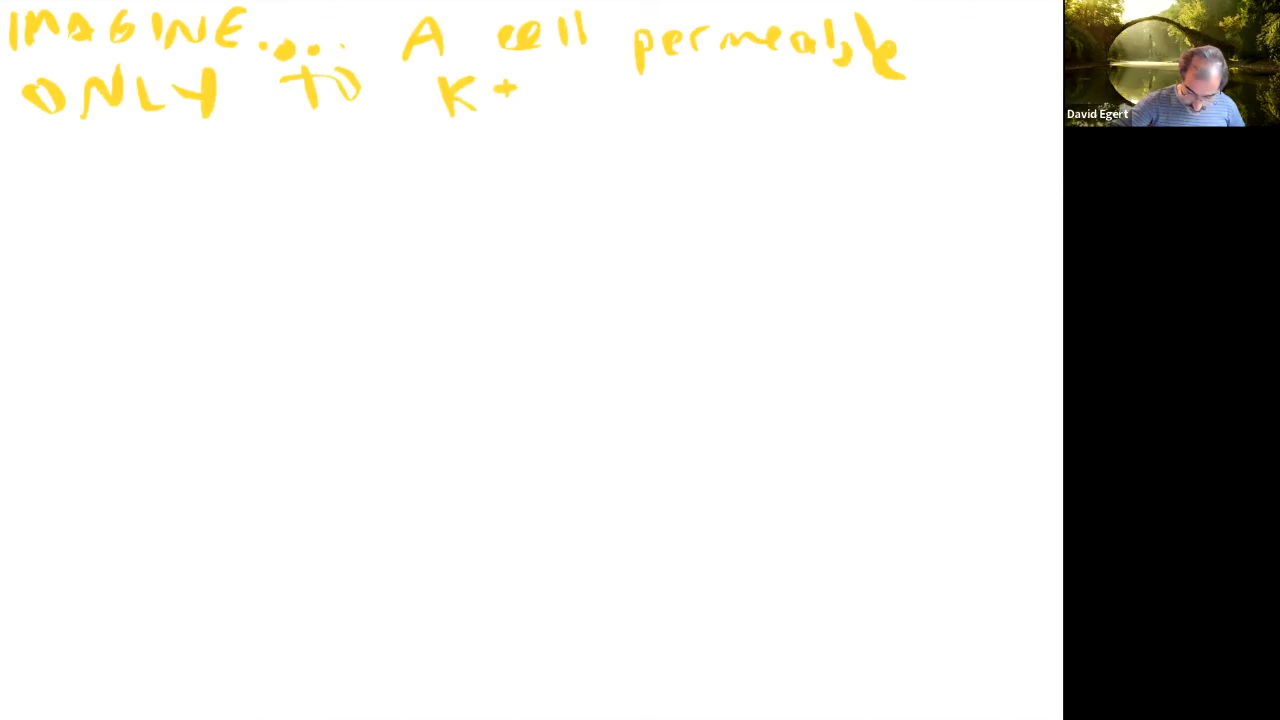 IMAGINE.... A cell permeable
ONLY to K+
David Egert